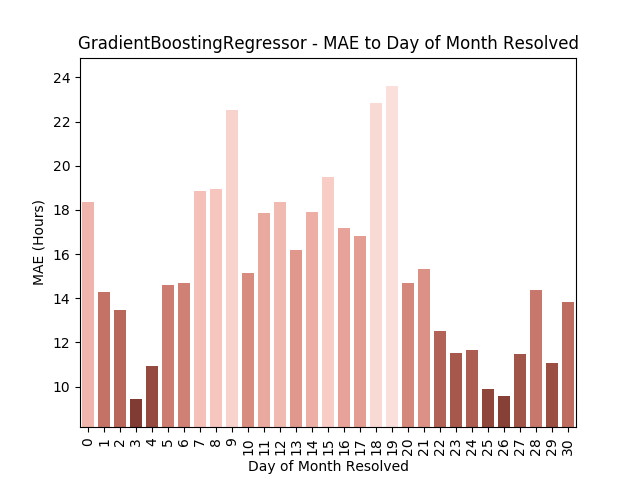 GradientBoostingRegressor - MAE to Day of Month Resolved
24
22
20
18
16
14
12
10
MAE (Hours)
0 1 2 3 4 5 6 7 8 9 10 11 12 13 14 15 16 17 18 19 20 21 22 23 24 25 26 27 28 29 30
Day of Month Resolved